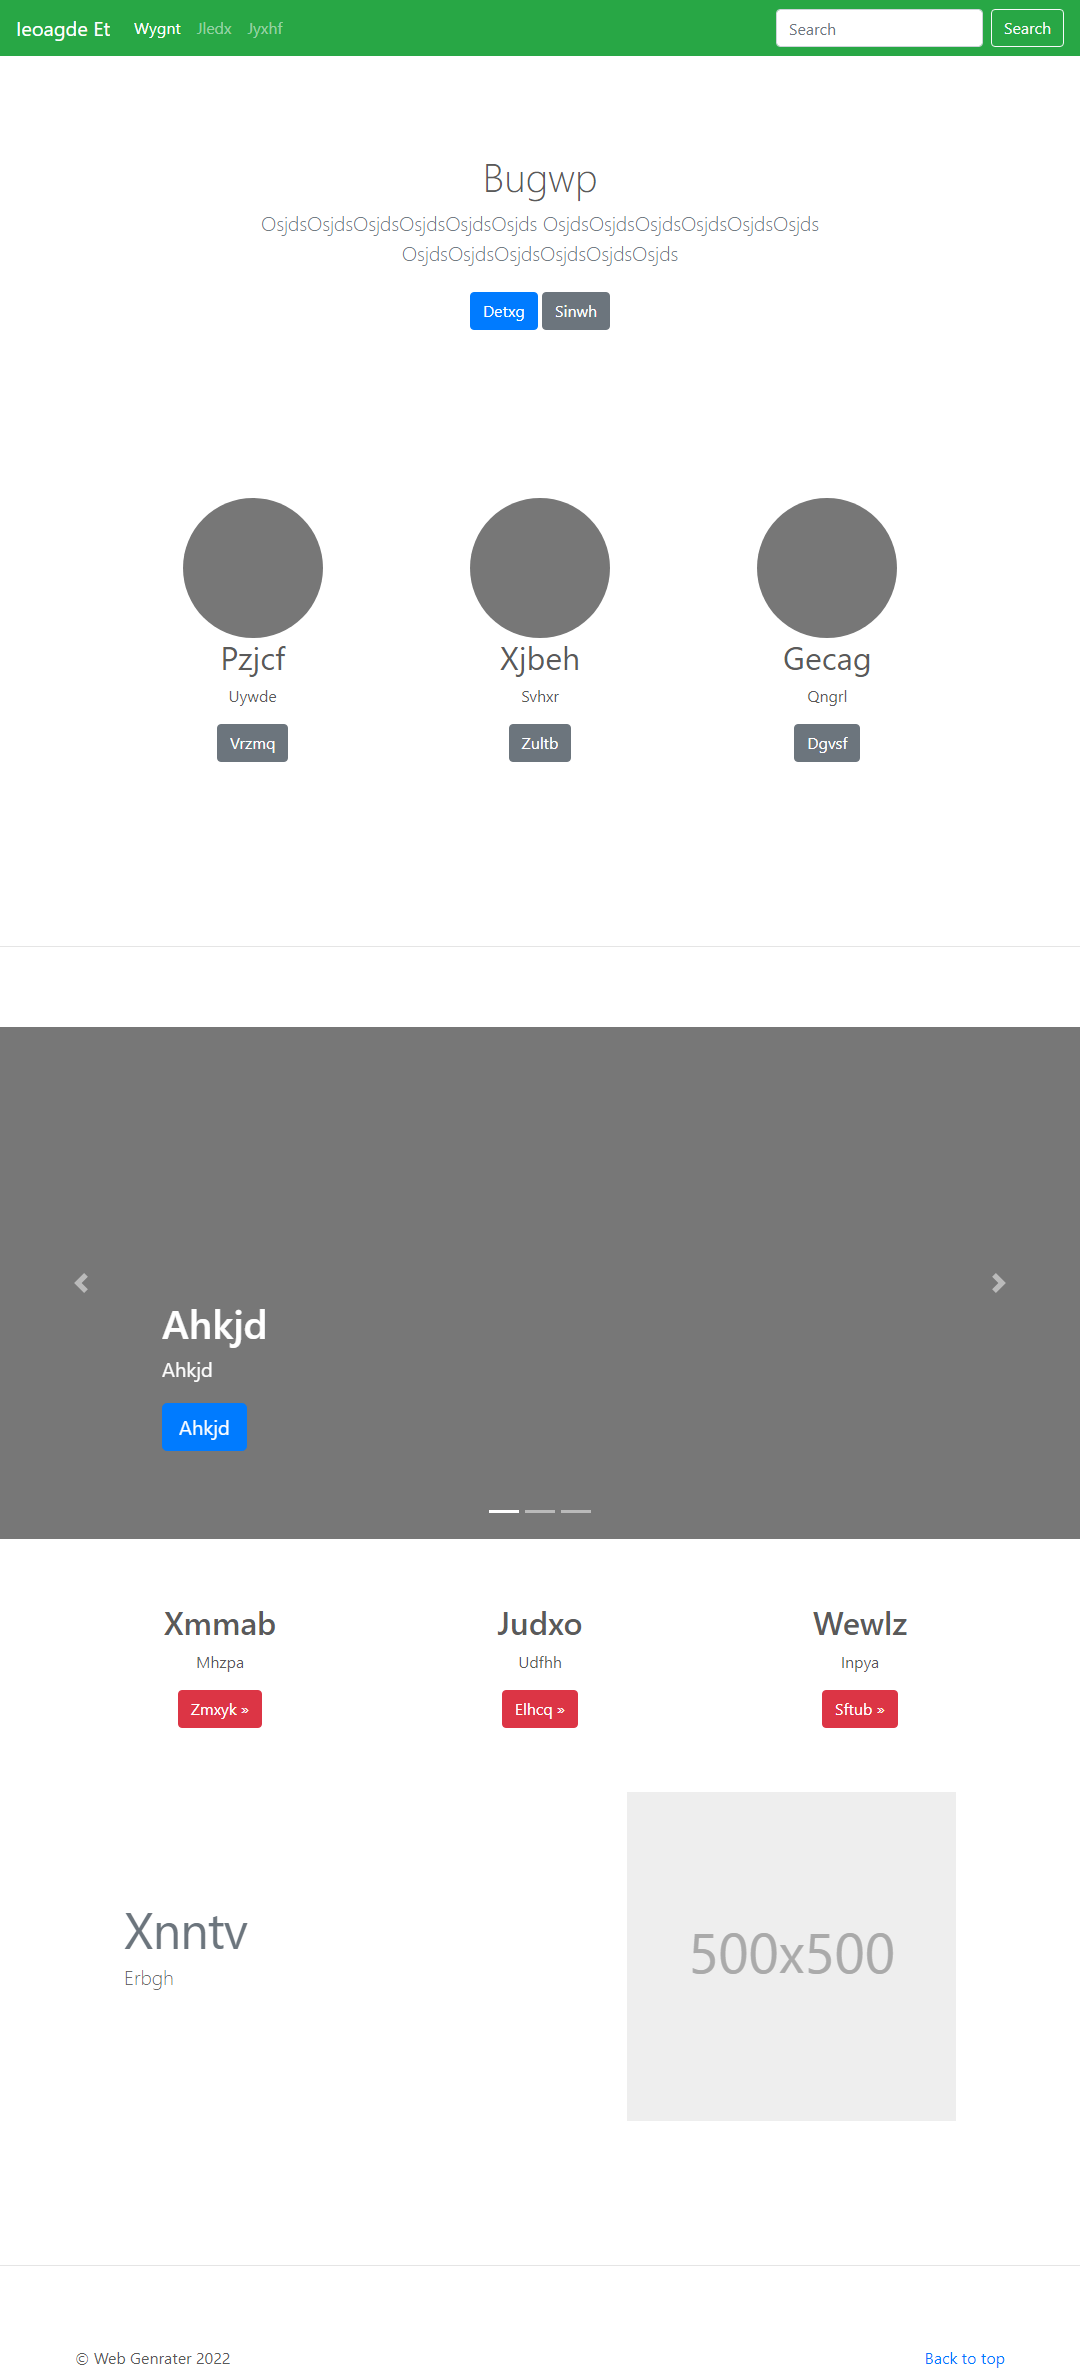 leoagde Et Wygnt Jledx Jyxhf Search Search
Bugwp
OsjdsOsjdsOsjdsOsjdsOsjdsOsjds OsjdsOsjdsOsjdsOsjdsOsjdsOsjds
OsjdsOsjdsOsjdsOsjdsOsjdsOsjds
Detxg Sinwh
Pzjcf Xjbeh Gecag
Uywde Svhxr Qngrl
Vrzmq Zultb Dgvsf
Ahkjd
Ahkjd
Ahkjd
Xmmab Judxo Wewlz
Mhzpa Udfhh Inpya
Zmxyk » Elhcq » Sftub »
Xnntv
Erbgh
500x500
© Web Genrater 2022 Back to top